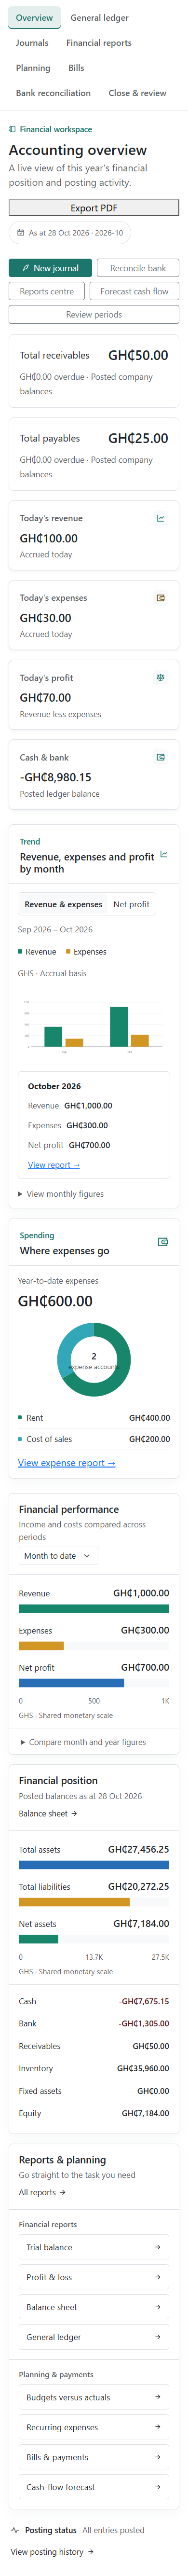 Overview
General ledger
Journals
Financial reports
Planning
Bills
Bank reconciliation
Close & review
Financial workspace
Accounting overview
A live view of this year's financial
position and posting activity.
Export PDF
As at 28 Oct 2026 · 2026-10
New journal
Reconcile bank
Reports centre
Forecast cash flow
Review periods
Total receivables
GH₵50.00
GH₵0.00 overdue · Posted company
balances
Total payables
GH₵25.00
GH₵0.00 overdue · Posted company
balances
Today's revenue
GH₵100.00
Accrued today
Today's expenses
GH₵30.00
Accrued today
Today's profit
GH₵70.00
Revenue less expenses
Cash & bank
-GH₵8,980.15
Posted ledger balance
Trend
Revenue, expenses and profit
by month
Revenue & expenses
Net profit
Sep 2026 – Oct 2026
Revenue
Expenses
GHS · Accrual basis
October 2026
Revenue GH₵1,000.00
Expenses GH₵300.00
Net profit GH₵700.00
View report →
View monthly figures
Spending
Where expenses go
Year-to-date expenses
GH₵600.00
2
expense accounts
Rent GH₵400.00
Cost of sales GH₵200.00
View expense report →
Financial performance
Income and costs compared across
periods
Month to date
Revenue GH₵1,000.00
Expenses GH₵300.00
Net profit GH₵700.00
0 500 1K
GHS · Shared monetary scale
Compare month and year figures
Financial position
Posted balances as at 28 Oct 2026
Balance sheet →
Total assets GH₵27,456.25
Total liabilities GH₵20,272.25
Net assets GH₵7,184.00
0 13.7K 27.5K
GHS · Shared monetary scale
Cash -GH₵7,675.15
Bank -GH₵1,305.00
Receivables GH₵50.00
Inventory GH₵35,960.00
Fixed assets GH₵0.00
Equity GH₵7,184.00
Reports & planning
Go straight to the task you need
All reports →
Financial reports
Trial balance →
Profit & loss →
Balance sheet →
General ledger →
Planning & payments
Budgets versus actuals →
Recurring expenses →
Bills & payments →
Cash-flow forecast →
Posting status All entries posted
View posting history →